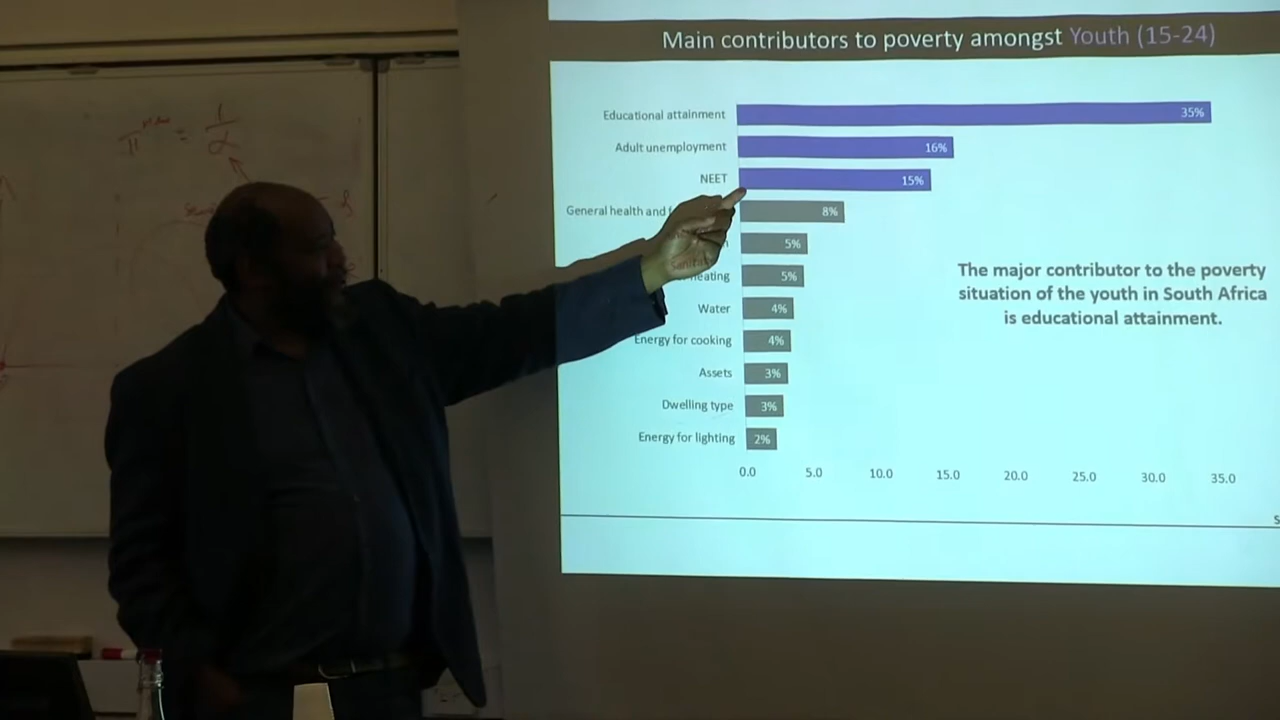 Main contributors to poverty amongst Youth (15-24)
Educational attainment 35%
Adult unemployment 16%
NEET 15%
General health and 8%
5%
eating 5%
Water 4%
Energy for cooking 4%
Assets 3%
Dwelling type 3%
Energy for lighting 2%
0.0 5.0 10.0 15.0 20.0 25.0 30.0 35.0
The major contributor to the poverty
situation of the youth in South Africa
is educational attainment.
1
α